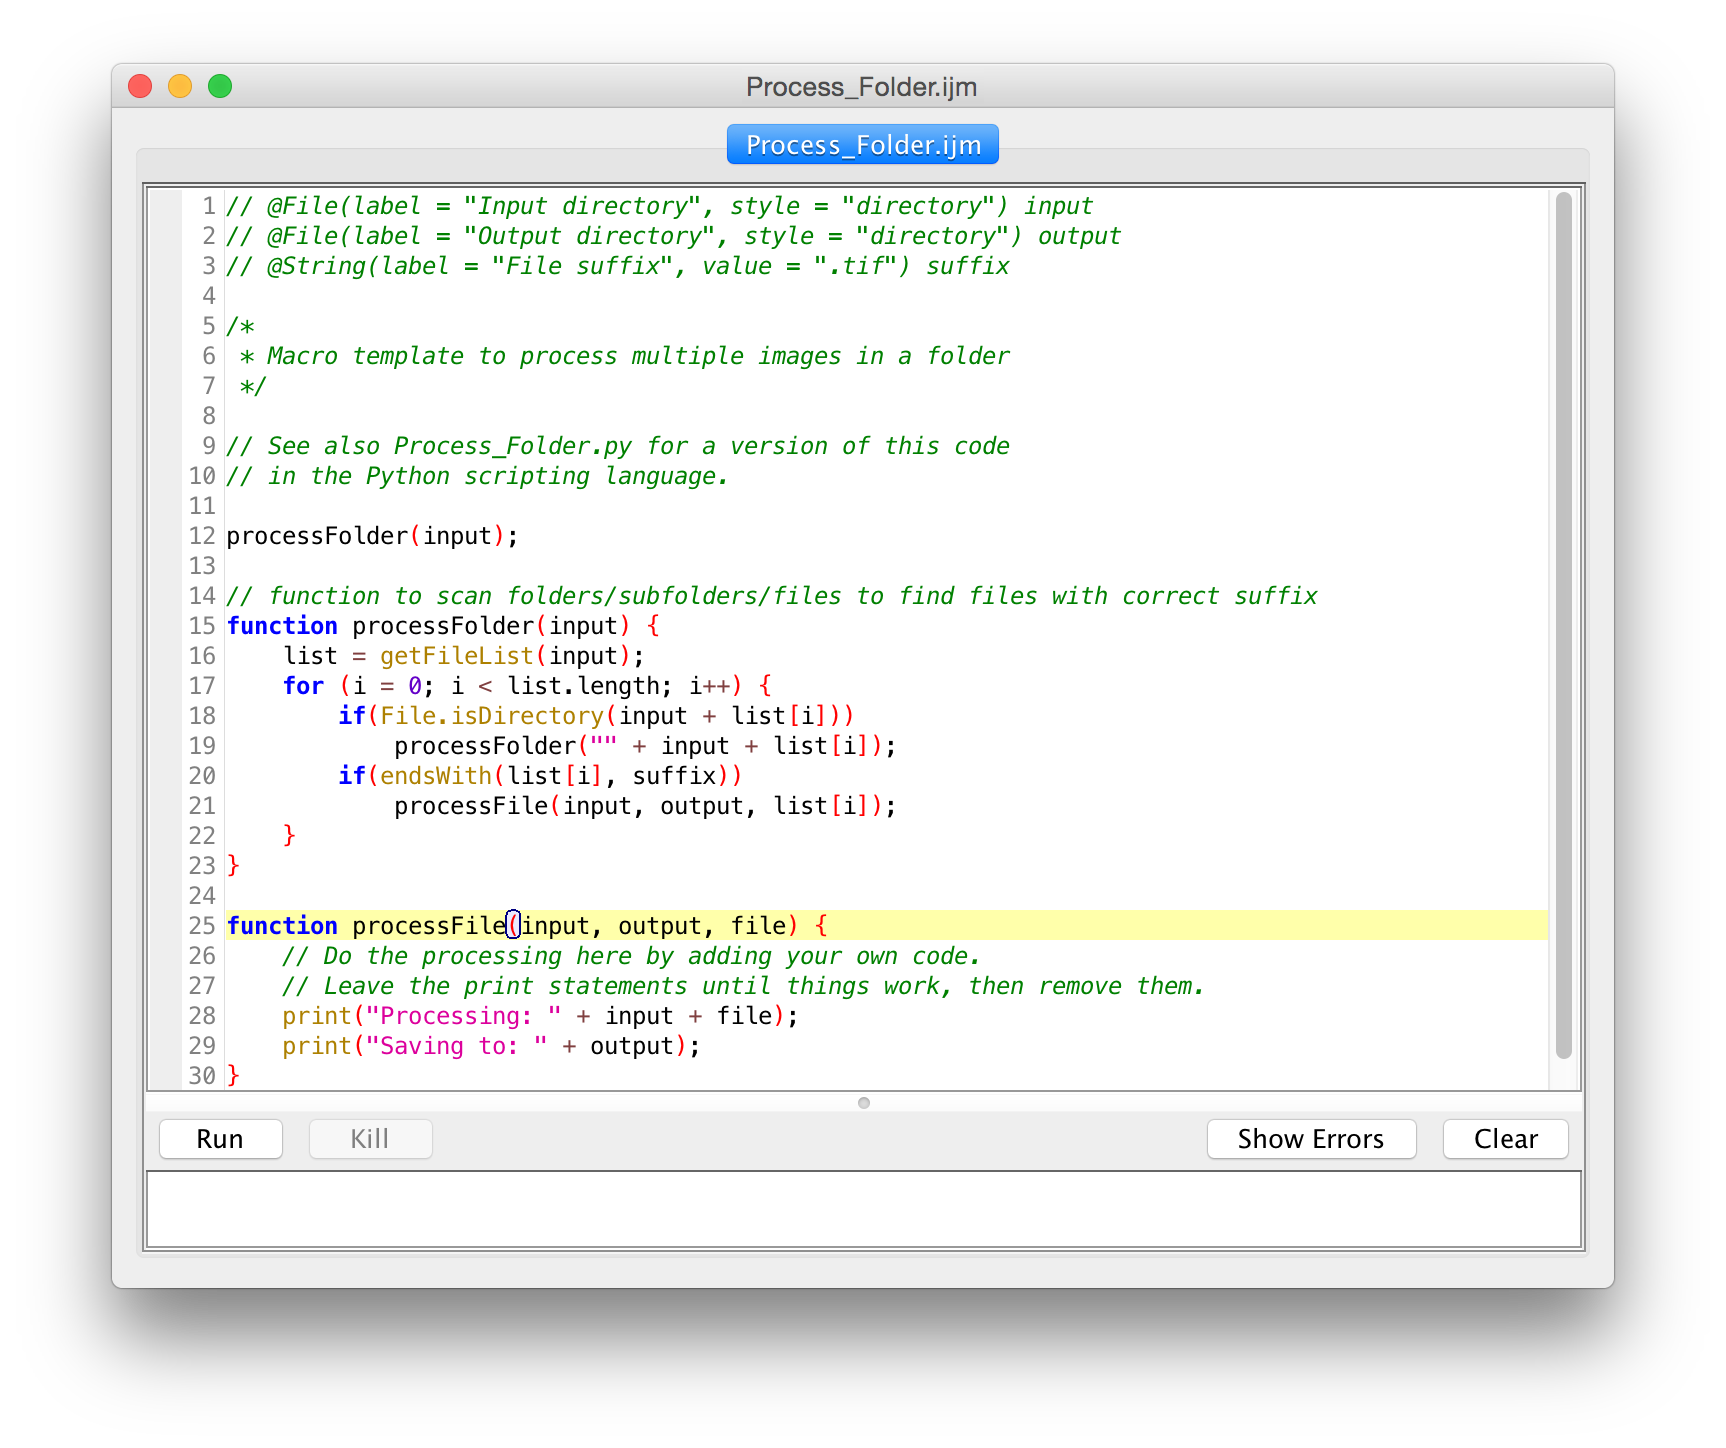 Process_Folder.ijm
Process_Folder.ijm
1 // @File(label = "Input directory", style = "directory") input
2 // @File(label = "Output directory", style = "directory") output
3 // @String(label = "File suffix", value = ".tif") suffix
4
5 /*
6  * Macro template to process multiple images in a folder
7  */
8
9 // See also Process_Folder.py for a version of this code
10 // in the Python scripting language.
11
12 processFolder(input);
13
14 // function to scan folders/subfolders/files to find files with correct suffix
15 function processFolder(input) {
16     list = getFileList(input);
17     for (i = 0; i < list.length; i++) {
18         if(File.isDirectory(input + list[i]))
19             processFolder("" + input + list[i]);
20         if(endsWith(list[i], suffix))
21             processFile(input, output, list[i]);
22     }
23 }
24
25 function processFile(input, output, file) {
26     // Do the processing here by adding your own code.
27     // Leave the print statements until things work, then remove them.
28     print("Processing: " + input + file);
29     print("Saving to: " + output);
30 }
Run Kill Show Errors Clear